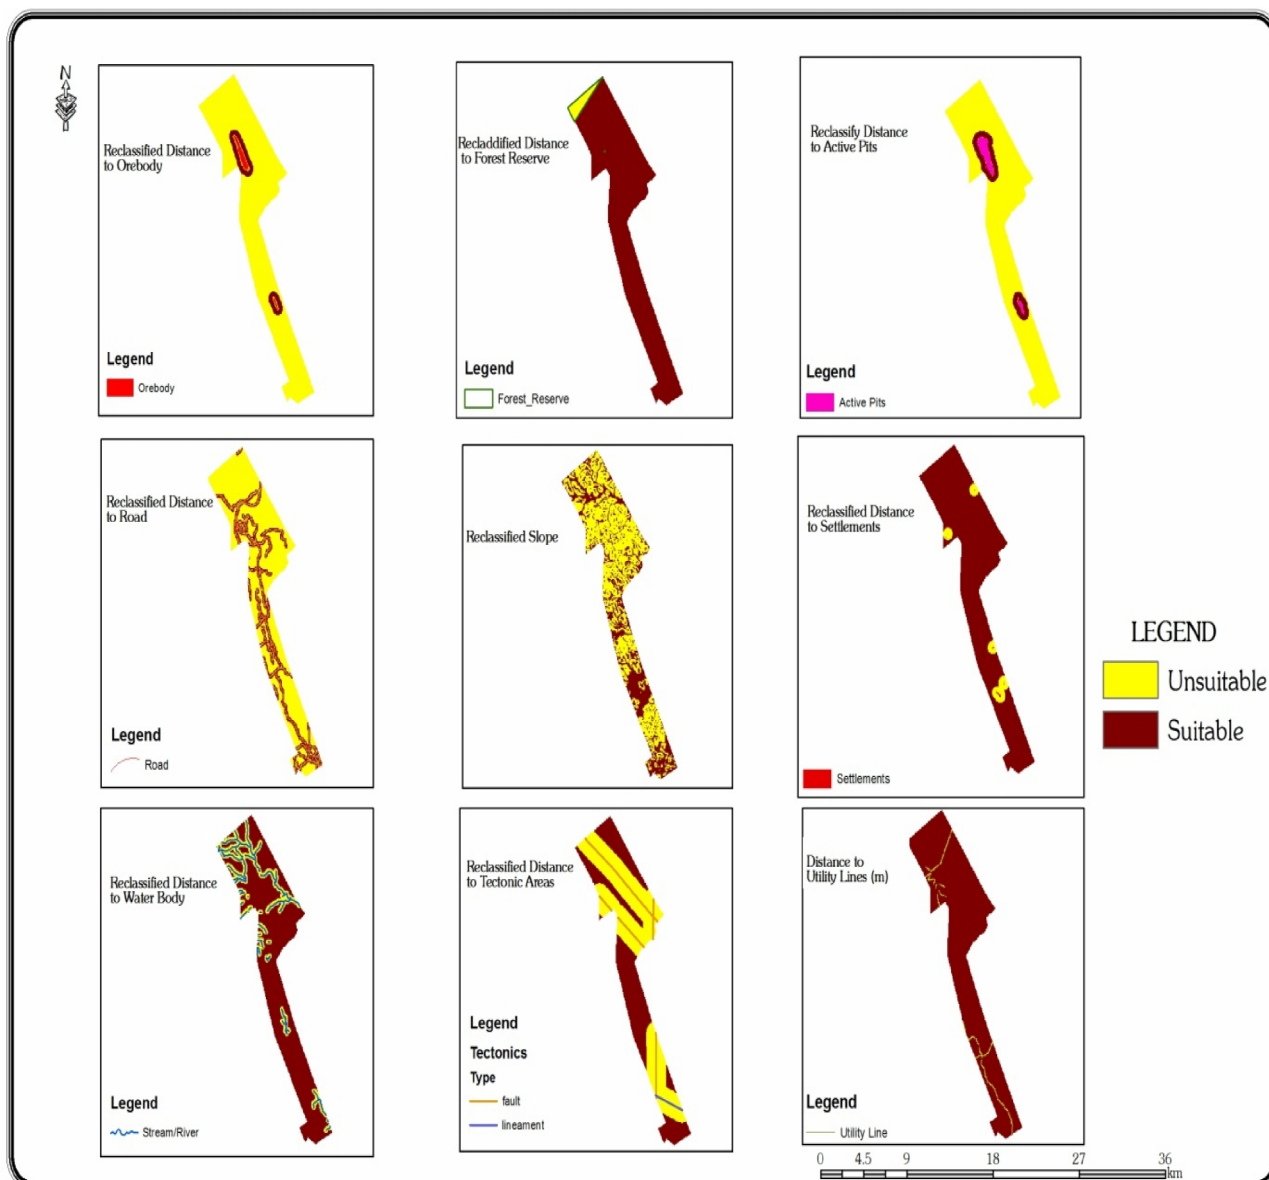 N
Reclassified Distance
to Orebody
Legend
Orebody
Recladdified Distance
to Forest Reserve
Legend
Forest_Reserve
Reclassify Distance
to Active Pits
Legend
Active Pits
Reclassified Distance
to Road
Legend
Road
Reclassified Slope
Reclassified Distance
to Settlements
Settlements
LEGEND
Unsuitable
Suitable
Reclassified Distance
to Water Body
Legend
Stream/River
Reclassified Distance
to Tectonic Areas
Legend
Tectonics
Type
fault
lineament
Distance to
Utility Lines (m)
Legend
Utility Line
0 4.5 9 18 27 36
km